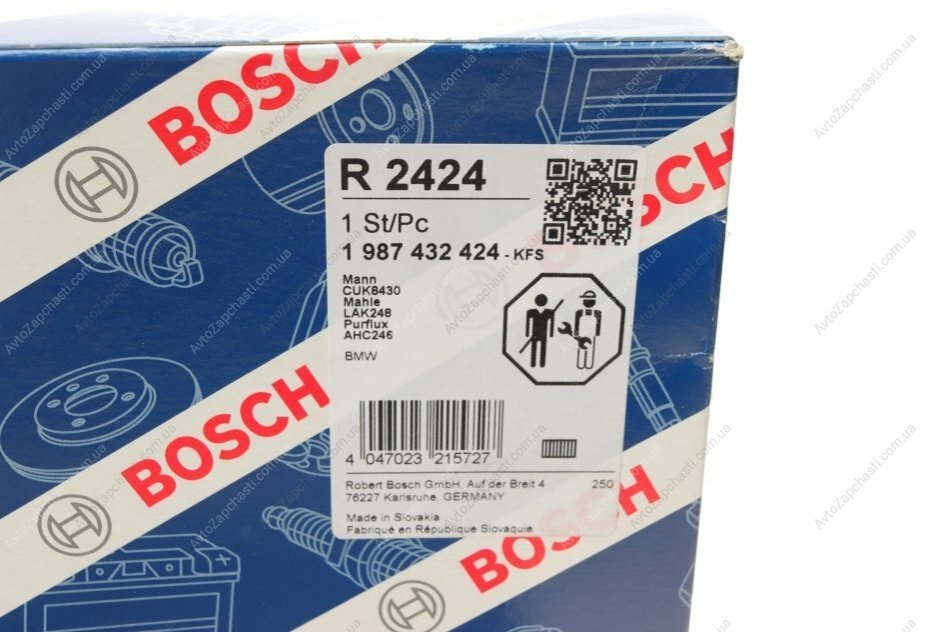 BOSCH
BOSCH
R 2424
1 St/Pc
1 987 432 424 - KFS
Mann
CUK8430
Mahle
LAK248
Purflux
AHC246
BMW
4 047023 215727
Robert Bosch GmbH, Auf der Breit 4 250
76227 Karlsruhe, GERMANY
Made in Slovakia
Fabriqué en République Slovaquie
BOSCH
BOSCH
AvtoZapchasti.com.ua